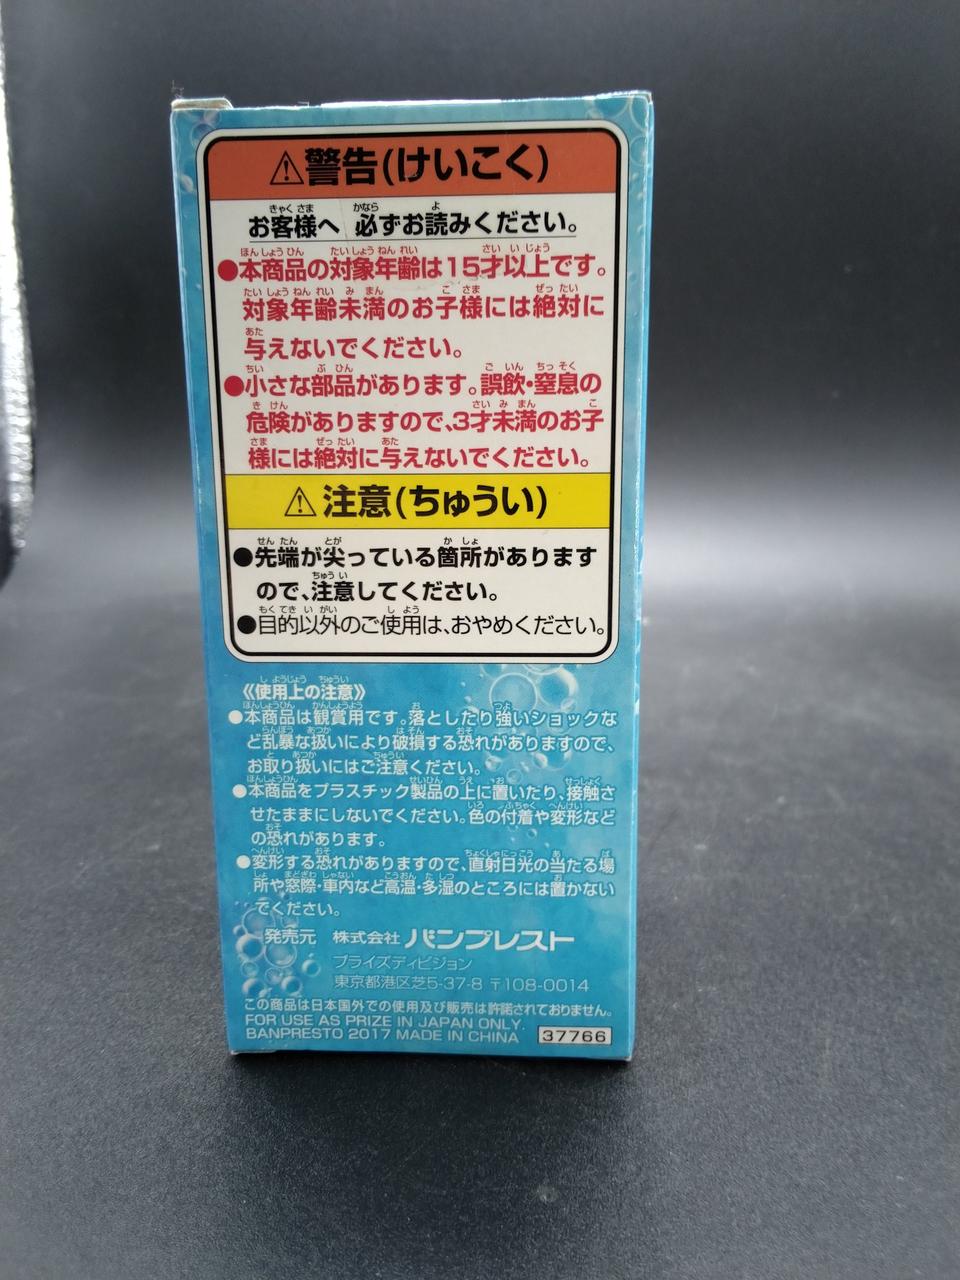 ⚠警告(けいこく)
お客様へ 必ずお読みください。
●本商品の対象年齢は15才以上です。
対象年齢未満のお子様には絶対に
与えないでください。
●小さな部品があります。誤飲・窒息の
危険がありますので、3才未満のお子
様には絶対に与えないでください。
⚠注意(ちゅうい)
●先端が尖っている箇所があります
ので、注意してください。
●目的以外のご使用は、おやめください。
《使用上の注意》
●本商品は観賞用です。落としたり強いショックな
ど乱暴な扱いにより破損する恐れがありますので、
お取り扱いにはご注意ください。
●本商品をプラスチック製品の上に置いたり、接触さ
せたままにしないでください。色の付着や変形など
の恐れがあります。
●変形する恐れがありますので、直射日光の当たる場
所や窓際・車内など高温・多湿のところには置かない
でください。
発売元 株式会社 バンプレスト
プライズディビジョン
東京都港区芝5-37-8 〒108-0014
この商品は日本国外での使用及び販売は許諾されておりません。
FOR USE AS PRIZE IN JAPAN ONLY.
BANPRESTO 2017 MADE IN CHINA 37766